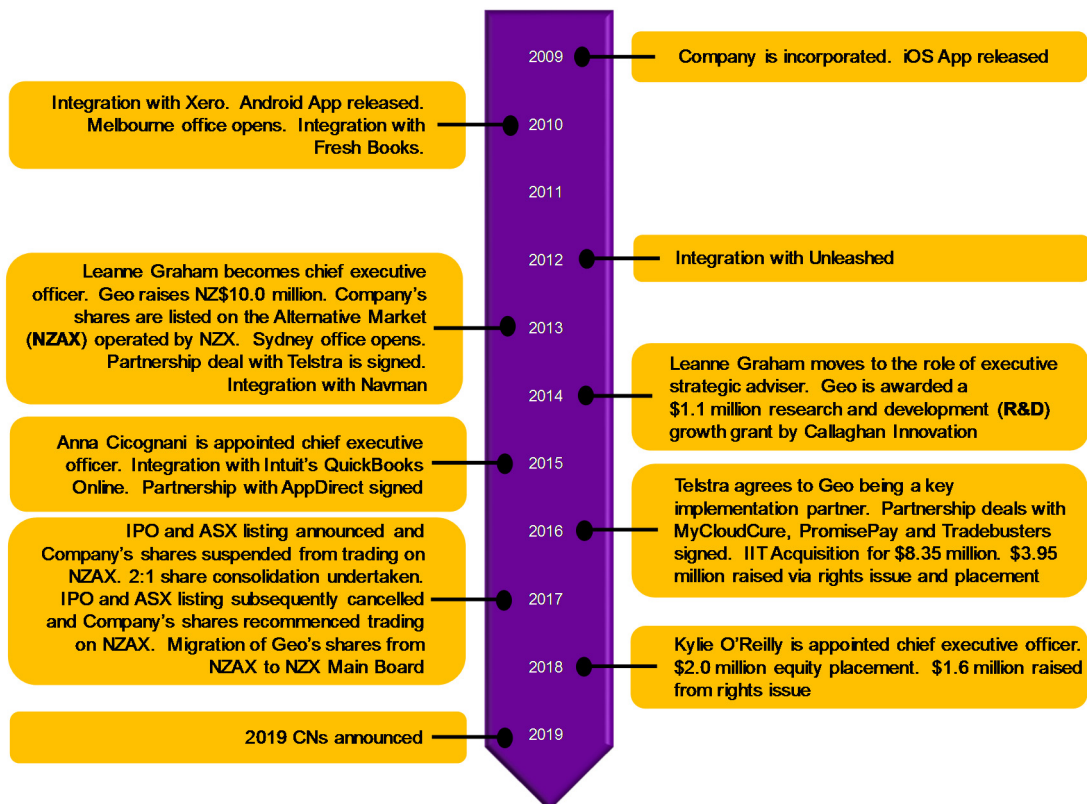 2009
Company is incorporated. iOS App released
Integration with Xero. Android App released.
Melbourne office opens. Integration with
Fresh Books.
2010
2011
2012
Integration with Unleashed
Leanne Graham becomes chief executive
officer. Geo raises NZ$10.0 million. Company's
shares are listed on the Alternative Market
(NZAX) operated by NZX. Sydney office opens.
Partnership deal with Telstra is signed.
Integration with Navman
2013
2014
Leanne Graham moves to the role of executive
strategic adviser. Geo is awarded a
$1.1 million research and development (R&D)
growth grant by Callaghan Innovation
Anna Cicognani is appointed chief executive
officer. Integration with Intuit's QuickBooks
Online. Partnership with AppDirect signed
2015
2016
Telstra agrees to Geo being a key
implementation partner. Partnership deals with
MyCloudCure, PromisePay and Tradebusters
signed. IIT Acquisition for $8.35 million. $3.95
million raised via rights issue and placement
IPO and ASX listing announced and
Company's shares suspended from trading on
NZAX. 2:1 share consolidation undertaken.
IPO and ASX listing subsequently cancelled
and Company's shares recommenced trading
on NZAX. Migration of Geo's shares from
NZAX to NZX Main Board
2017
2018
Kylie O'Reilly is appointed chief executive officer.
$2.0 million equity placement. $1.6 million raised
from rights issue
2019 CNs announced
2019